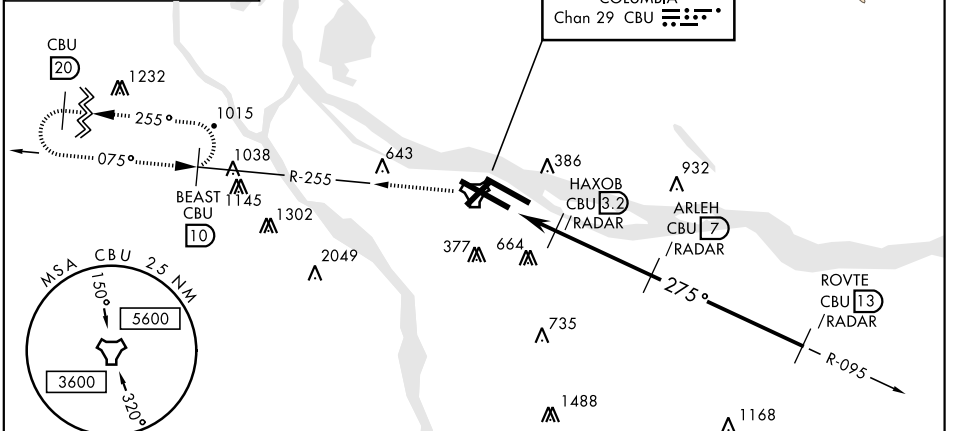 COLUMBIA
Chan 29 CBU
CBU
20
1232
255°
1015
075°
1038
R-255
643
386
932
HAXOB
CBU 3.2
/RADAR
ARLEH
CBU 7
/RADAR
BEAST
CBU
10
1145
1302
377
664
2049
275°
ROVTE
CBU 13
/RADAR
R-095
MSA CBU 25 NM
150°
5600
3600
320°
735
1488
1168